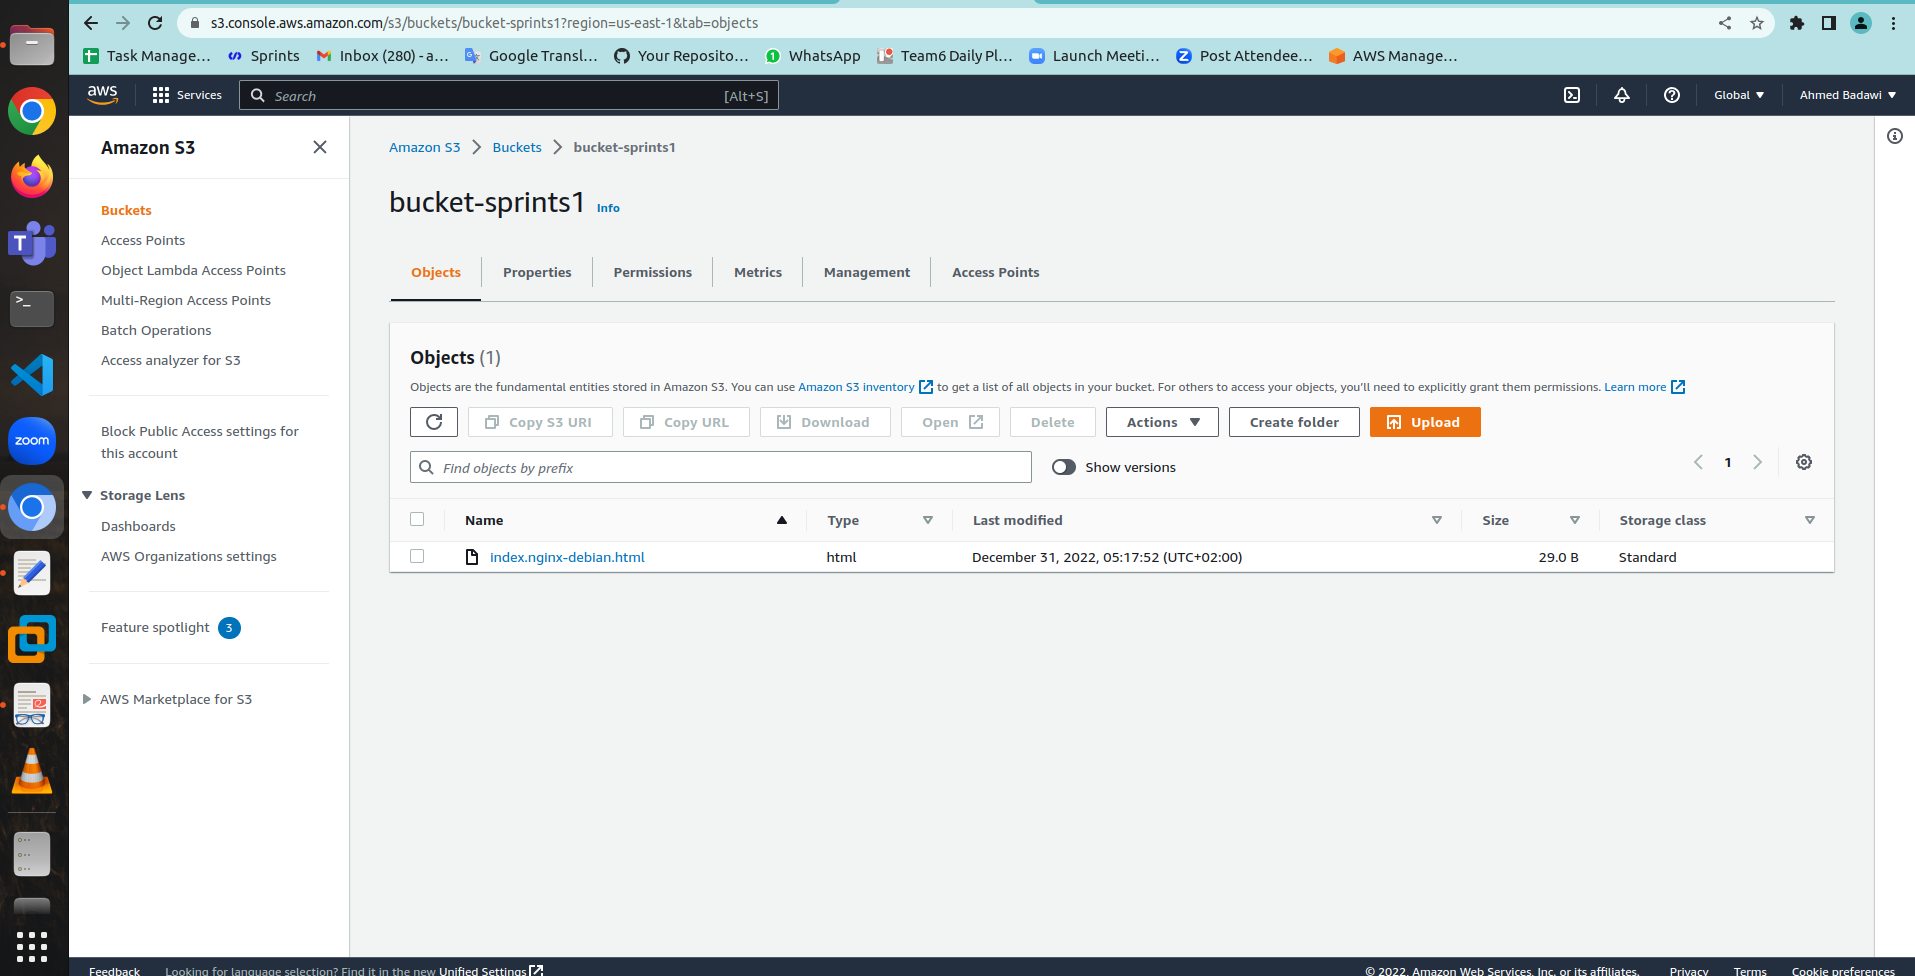 s3.console.aws.amazon.com/s3/buckets/bucket-sprints1?region=us-east-1&tab=objects
Task Manage... Sprints Inbox (280) - a... Google Transl... Your Reposito... 1 WhatsApp Team6 Daily Pl... Launch Meeti... Z Post Attendee... AWS Manage...
aws Services Search [Alt+S] Global Ahmed Badawi
Amazon S3
Buckets
Access Points
Object Lambda Access Points
Multi-Region Access Points
Batch Operations
Access analyzer for S3
Block Public Access settings for
this account
Storage Lens
Dashboards
AWS Organizations settings
Feature spotlight 3
AWS Marketplace for S3
Amazon S3 > Buckets > bucket-sprints1
bucket-sprints1 Info
Objects Properties Permissions Metrics Management Access Points
Objects (1)
Objects are the fundamental entities stored in Amazon S3. You can use Amazon S3 inventory to get a list of all objects in your bucket. For others to access your objects, you'll need to explicitly grant them permissions. Learn more
Copy S3 URI Copy URL Download Open Delete Actions Create folder Upload
Find objects by prefix Show versions 1
Name Type Last modified Size Storage class
index.nginx-debian.html html December 31, 2022, 05:17:52 (UTC+02:00) 29.0 B Standard
T
>_
zoom
Feedback Looking for language selection? Find it in the new Unified Settings © 2022, Amazon Web Services, Inc. or its affiliates. Privacy Terms Cookie preferences